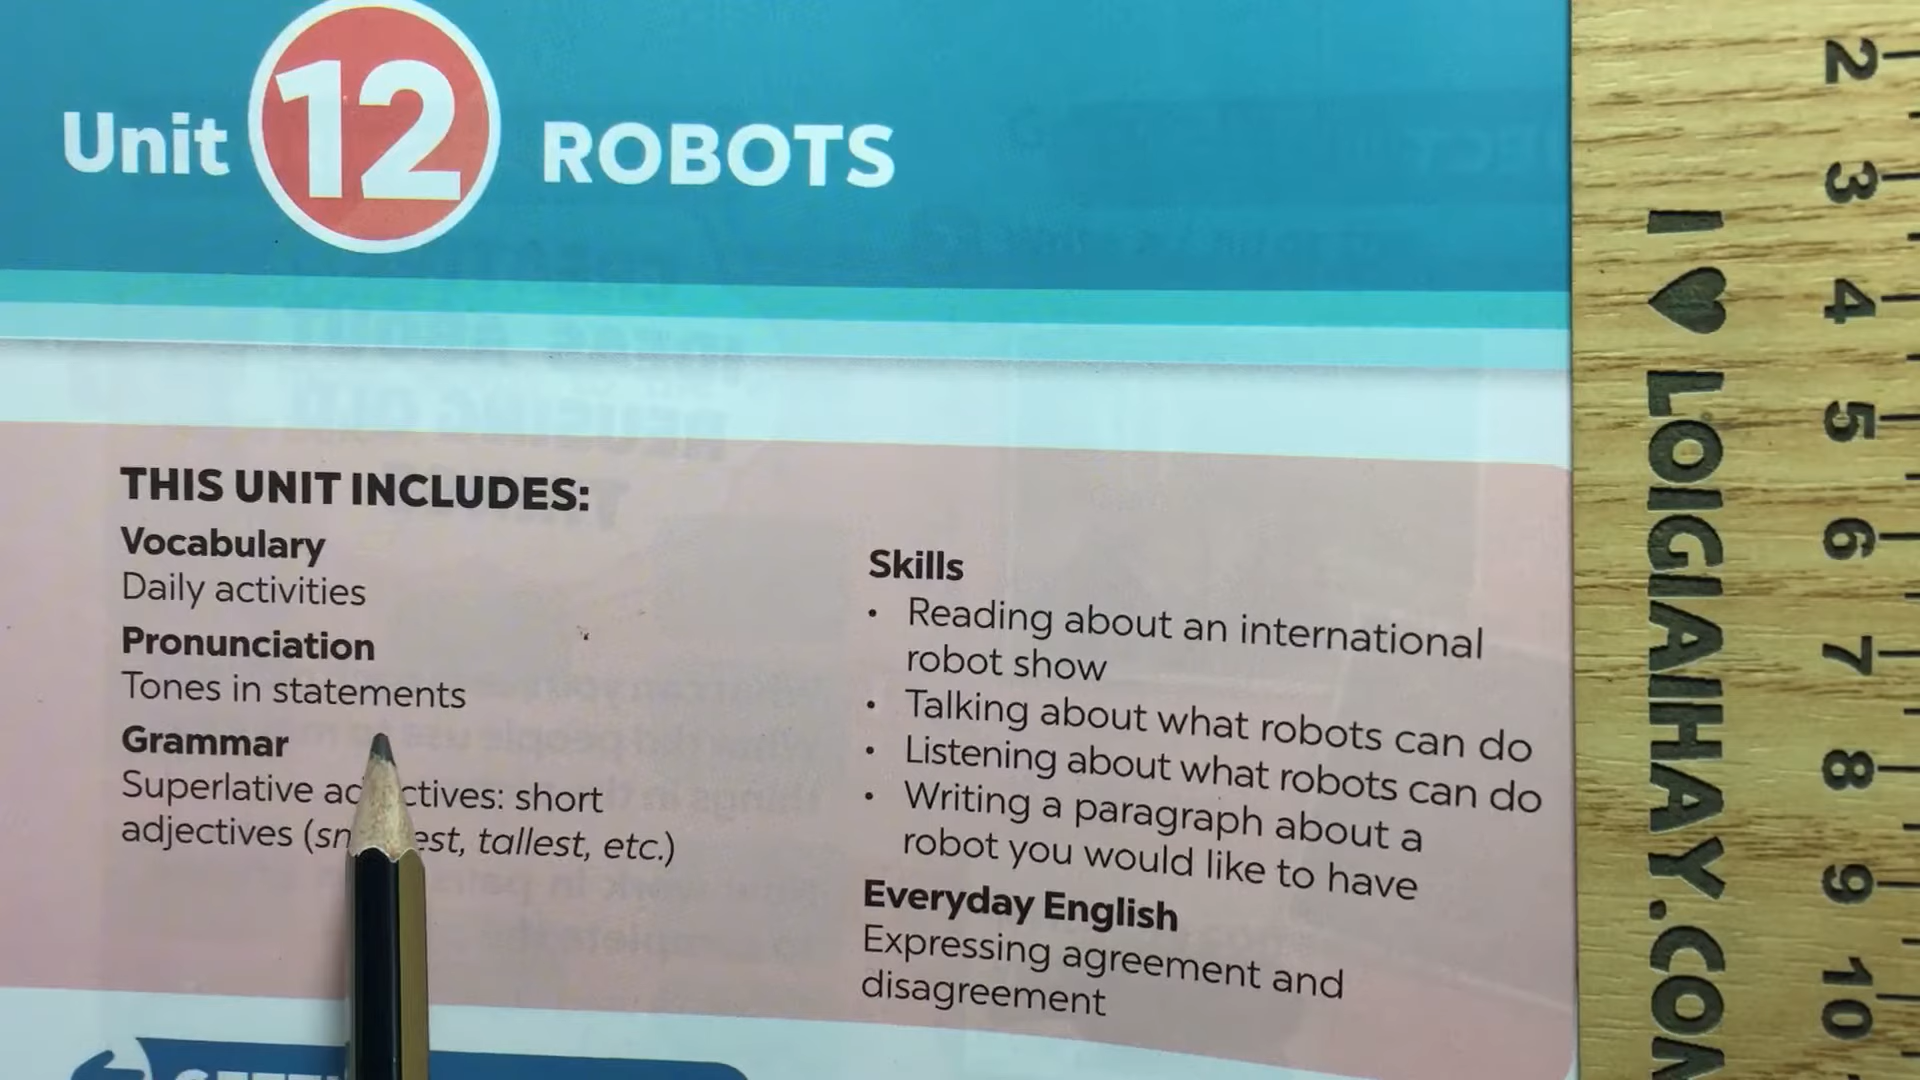 Unit 12 ROBOTS
THIS UNIT INCLUDES:
Vocabulary
Daily activities
Pronunciation
Tones in statements
Grammar
Superlative short
adjectives ( tallest, etc.)
Skills
• Reading about an international
robot show
• Talking about what robots can do
• Listening about what robots can do
• Writing a paragraph about a
robot you would like to have
Everyday English
Expressing agreement and
disagreement
I ♥ LOIGIAIHAY.COM
2
3
4
5
6
7
8
9
10